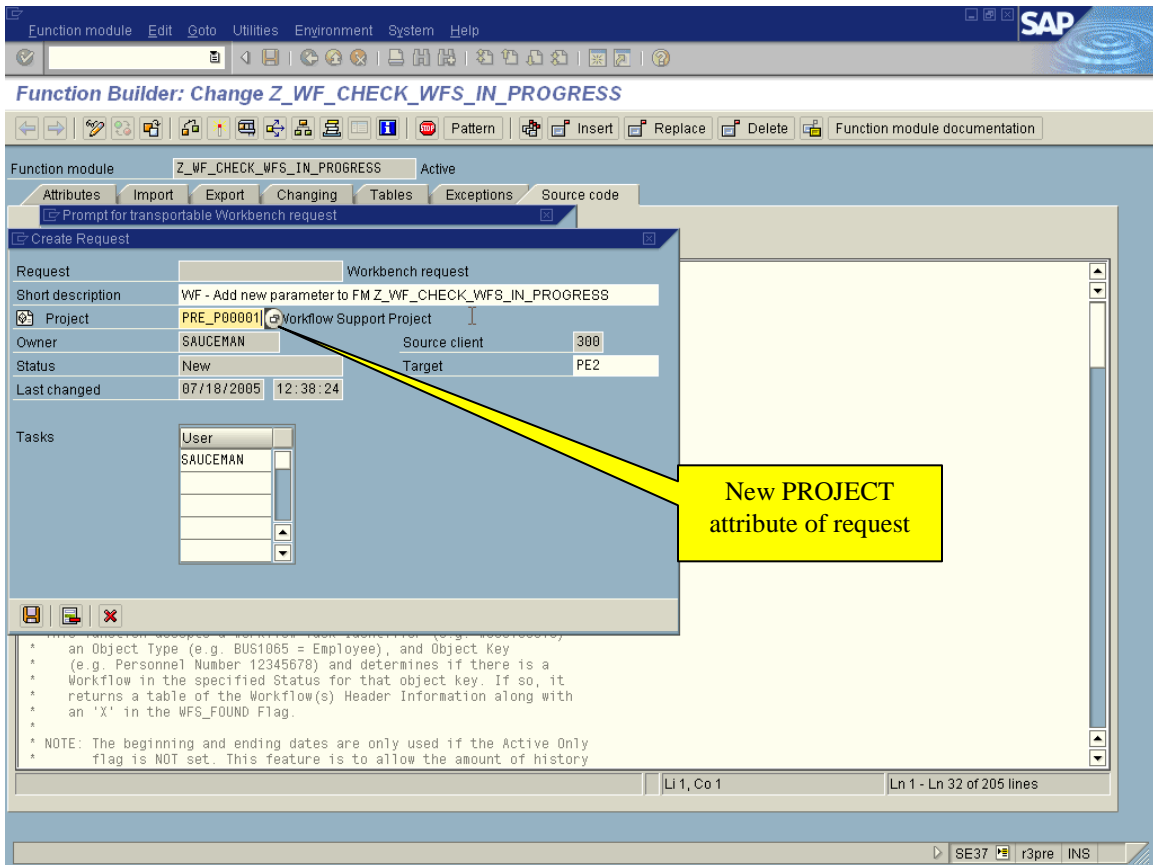 Function module Edit Goto Utilities Environment System Help
SAP
Function Builder: Change Z_WF_CHECK_WFS_IN_PROGRESS
Pattern Insert Replace Delete Function module documentation
Function module Z_WF_CHECK_WFS_IN_PROGRESS Active
Attributes Import Export Changing Tables Exceptions Source code
Prompt for transportable Workbench request
Create Request
Request Workbench request
Short description WF - Add new parameter to FM Z_WF_CHECK_WFS_IN_PROGRESS
Project PRE_P00001 Workflow Support Project
Owner SAUCEMAN Source client 300
Status New Target PE2
Last changed 07/18/2005 12:38:24
Tasks User
SAUCEMAN
New PROJECT
attribute of request
* an Object Type (e.g. BUS1065 = Employee), and Object Key
* (e.g. Personnel Number 12345678) and determines if there is a
* Workflow in the specified Status for that object key. If so, it
* returns a table of the Workflow(s) Header Information along with
* an 'X' in the WFS_FOUND Flag.
*
* NOTE: The beginning and ending dates are only used if the Active Only
* flag is NOT set. This feature is to allow the amount of history
Li 1, Co 1 Ln 1 - Ln 32 of 205 lines
SE37 r3pre INS